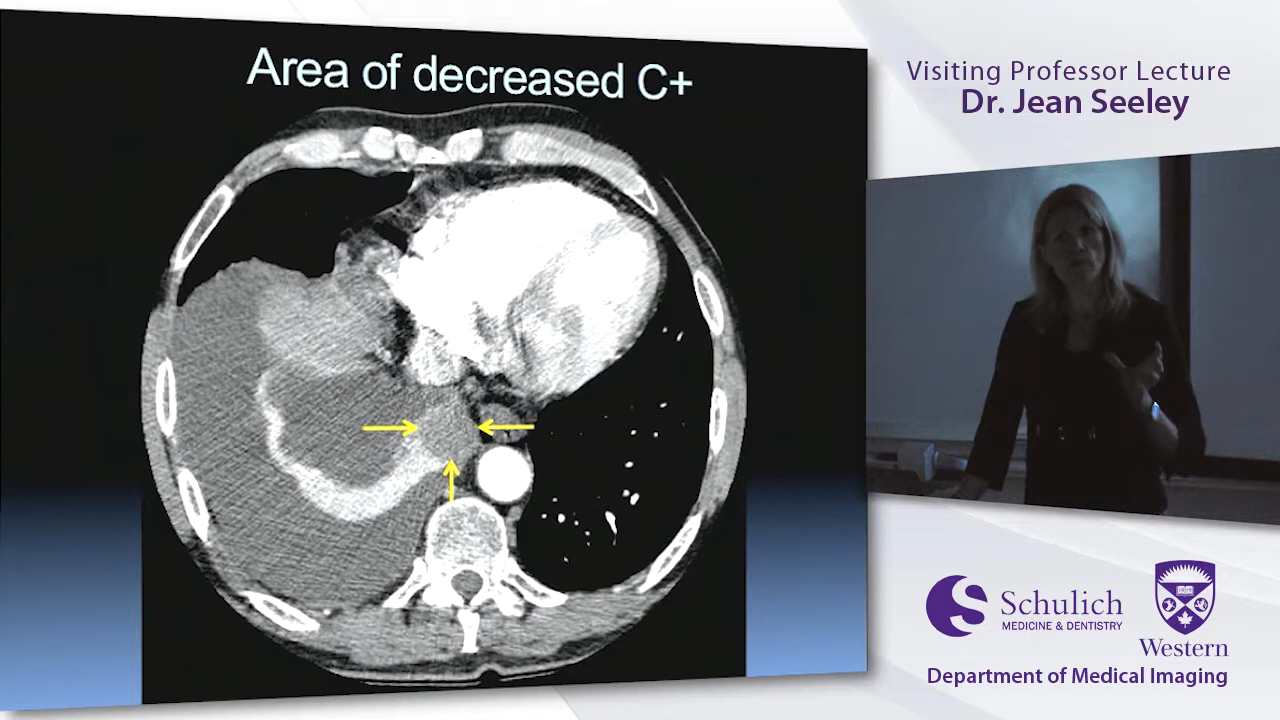 Area of decreased C+
Visiting Professor Lecture
Dr. Jean Seeley
Schulich
MEDICINE & DENTISTRY
Western
Department of Medical Imaging